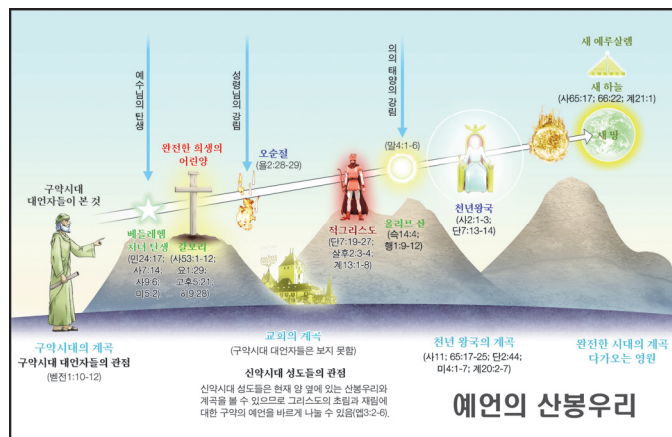 예수님의 탄생
성령님의 강림
의의 태양의 강림
새 예루살렘
새 하늘
(사65:17; 66:22; 계21:1)
새 땅
완전한 희생의
어린양
오순절
(욜2:28-29)
(말4:1-6)
구약시대
대언자들이 본 것
베들레헴
처녀 탄생
(민24:17;
사7:14;
사9:6;
미5:2)
갈보리
(사53:1-12;
요1:29;
고후5:21;
히9:28)
적그리스도
(단7:19-27;
살후2:3-4;
계13:1-8)
올리브 산
(슥14:4;
행1:9-12)
천년왕국
(사2:1-3;
단7:13-14)
구약시대의 계곡
구약시대 대언자들의 관점
(벧전1:10-12)
교회의 계곡
(구약시대 대언자들은 보지 못함)
신약시대 성도들의 관점
신약시대 성도들은 현재 양 옆에 있는 산봉우리와
계곡을 볼 수 있으므로 그리스도의 초림과 재림에
대한 구약의 예언을 바르게 나눌 수 있음(엡3:2-6).
천년 왕국의 계곡
(사11; 65:17-25; 단2:44;
미4:1-7; 계20:2-7)
완전한 시대의 계곡
다가오는 영원
예언의 산봉우리